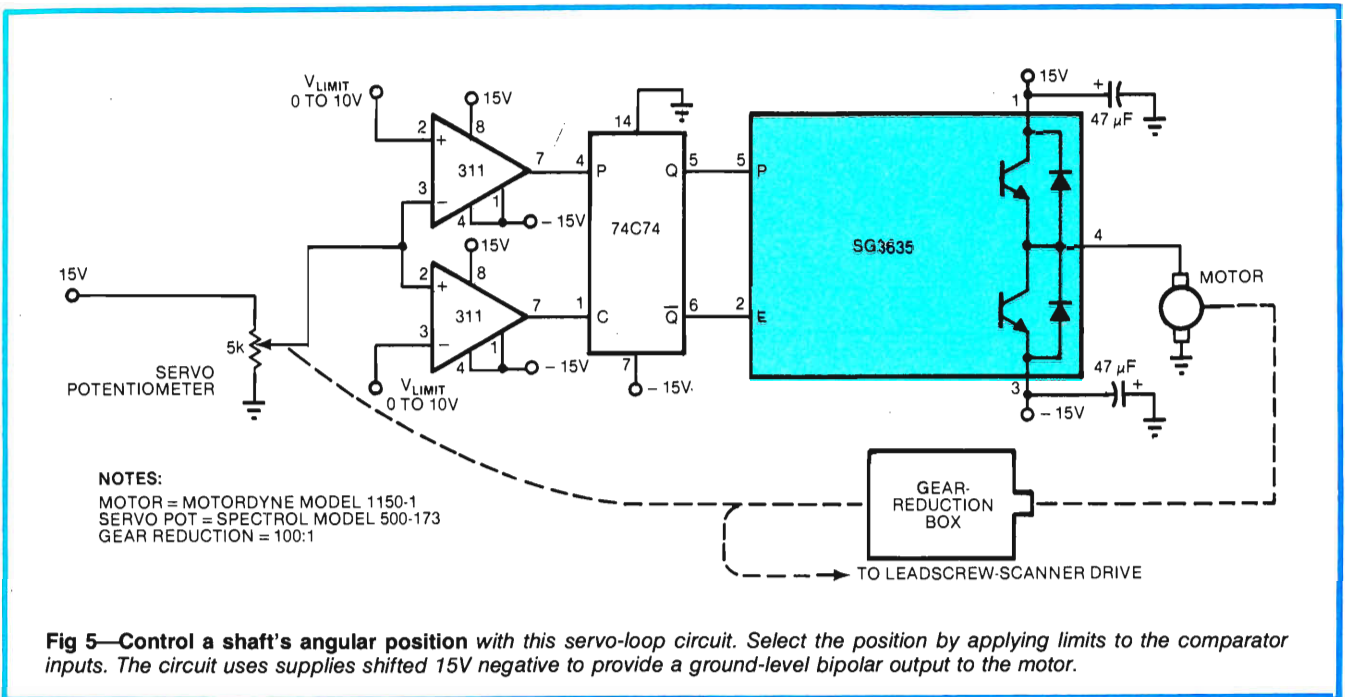 V LIMIT
0 TO 10V
15V
2
8
+
311
7
3
−
4
1
− 15V
15V
5k
SERVO
POTENTIOMETER
15V
2
8
+
311
7
3
−
4
1
− 15V
V LIMIT
0 TO 10V
14
4
P
Q
5
74C74
1
C
Q̅
6
7
− 15V
5
P
SG3635
2
E
15V
1
+
47 µF
4
MOTOR
47 µF
+
3
− 15V
GEAR-
REDUCTION
BOX
TO LEADSCREW-SCANNER DRIVE
NOTES:
MOTOR = MOTORDYNE MODEL 1150-1
SERVO POT = SPECTROL MODEL 500-173
GEAR REDUCTION = 100:1
Fig 5—Control a shaft's angular position with this servo-loop circuit. Select the position by applying limits to the comparator
inputs. The circuit uses supplies shifted 15V negative to provide a ground-level bipolar output to the motor.